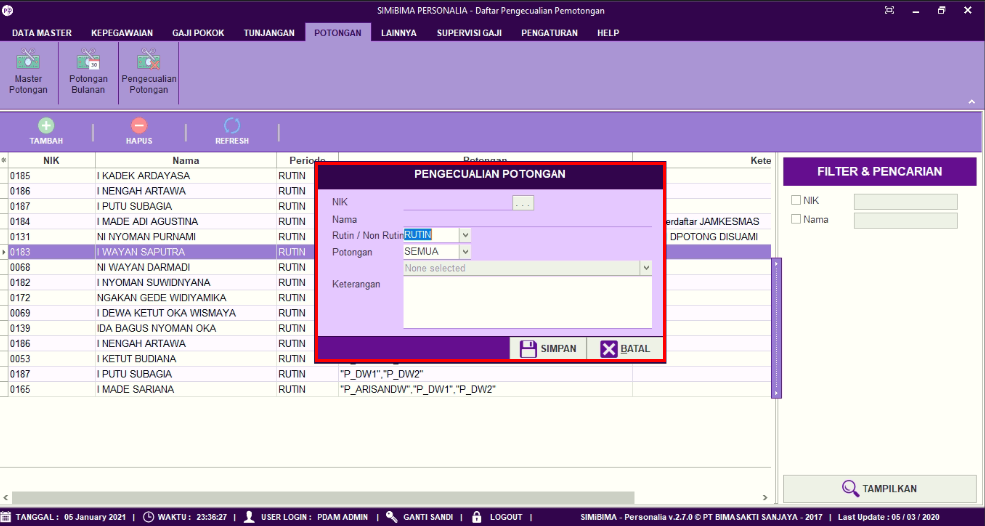 SIMiBIMA PERSONALIA - Daftar Pengecualian Pemotongan
DATA MASTER KEPEGAWAIAN GAJI POKOK TUNJANGAN POTONGAN LAINNYA SUPERVISI GAJI PENGATURAN HELP
Master Potongan
Potongan Bulanan
Pengecualian Potongan
TAMBAH HAPUS REFRESH
NIK Nama Periode Potongan Kete
0185 I KADEK ARDAYASA RUTIN
0186 I NENGAH ARTAWA RUTIN
0187 I PUTU SUBAGIA RUTIN
0184 I MADE ADI AGUSTINA RUTIN erdaftar JAMKESMAS
0131 NI NYOMAN PURNAMI RUTIN DPOTONG DISUAMI
0183 I WAYAN SAPUTRA RUTIN
0068 NI WAYAN DARMADI RUTIN
0182 I NYOMAN SUWIDNYANA RUTIN
0172 NGAKAN GEDE WIDIYAMIKA RUTIN
0069 I DEWA KETUT OKA WISMAYA RUTIN
0139 IDA BAGUS NYOMAN OKA RUTIN
0186 I NENGAH ARTAWA RUTIN
0053 I KETUT BUDIANA RUTIN
0187 I PUTU SUBAGIA RUTIN "P_DW1","P_DW2"
0165 I MADE SARIANA RUTIN "P_ARISANDW","P_DW1","P_DW2"
PENGECUALIAN POTONGAN
NIK ...
Nama
Rutin / Non Rutin RUTIN
Potongan SEMUA
None selected
Keterangan
SIMPAN BATAL
FILTER & PENCARIAN
NIK
Nama
TAMPILKAN
TANGGAL : 05 January 2021 | WAKTU : 23:36:27 | USER LOGIN : PDAM ADMIN | GANTI SANDI | LOGOUT | SIMiBIMA - Personalia v.2.7.0 © PT BIMASAKTI SANJAYA - 2017 | Last Update : 05 / 03 / 2020